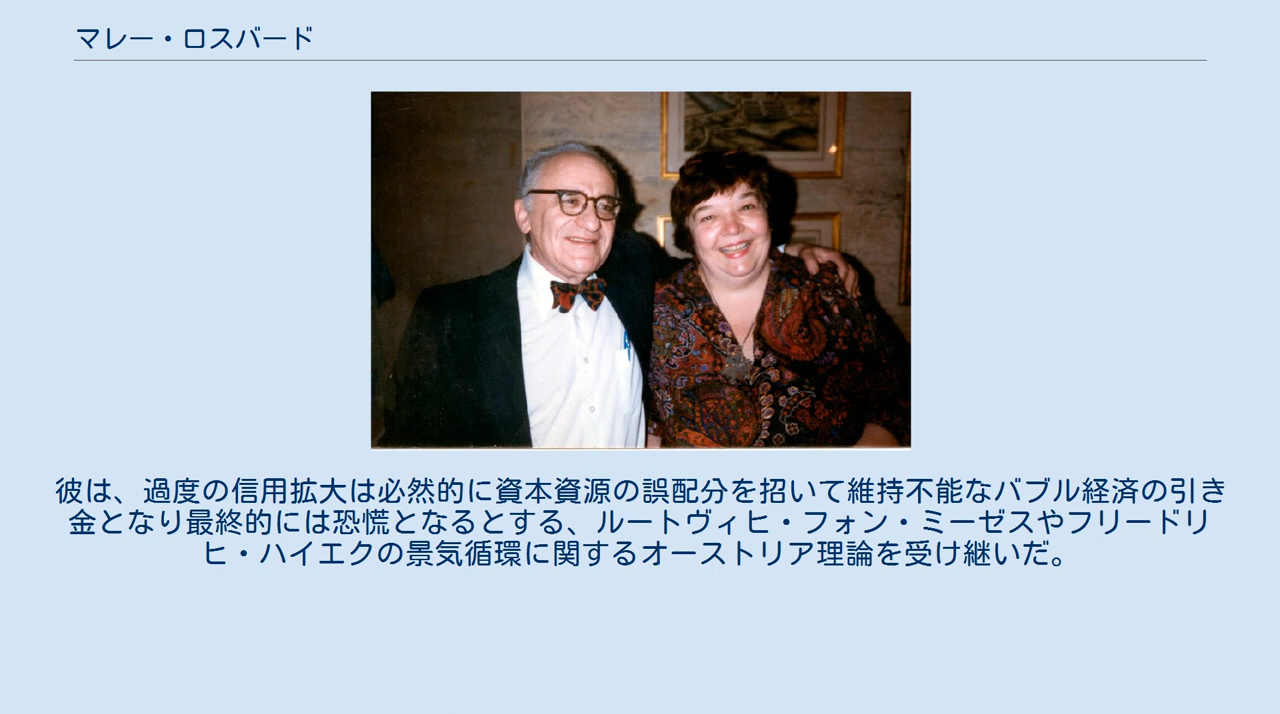 マレー・ロスバード
彼は、過度の信用拡大は必然的に資本資源の誤配分を招いて維持不能なバブル経済の引き
金となり最終的には恐慌となるとする、ルートヴィヒ・フォン・ミーゼスやフリードリ
ヒ・ハイエクの景気循環に関するオーストリア理論を受け継いだ。